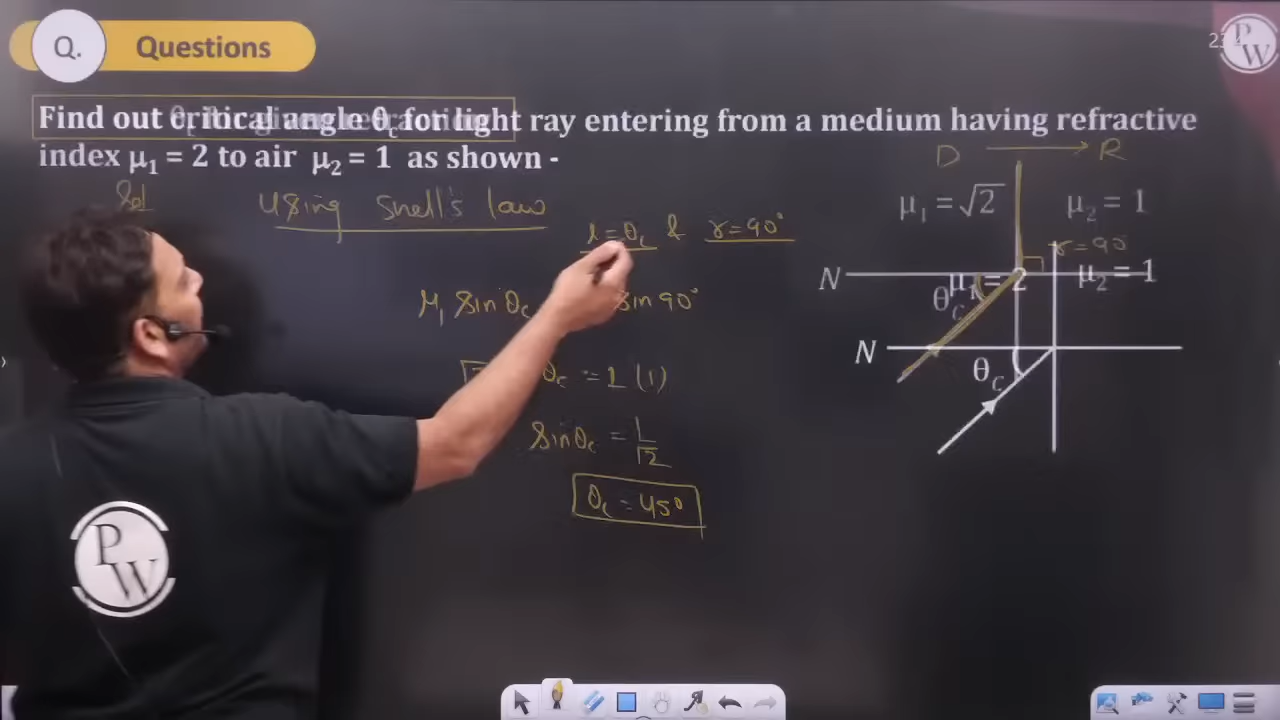 Q. Questions
PW
Find out critical angle θc for light ray entering from a medium having refractive
index μ₁ = 2 to air μ₂ = 1 as shown -
Sol
Using Snell's law
D → R
μ₁ = √2 μ₂ = 1
i = θc & r = 90°
r = 90
N
μ₁ = 2 μ₂ = 1
θc
μ₁ sin θc sin 90°
N
θc
θc = 1 (1)
sin θc = 1/√2
θc = 45°
PW